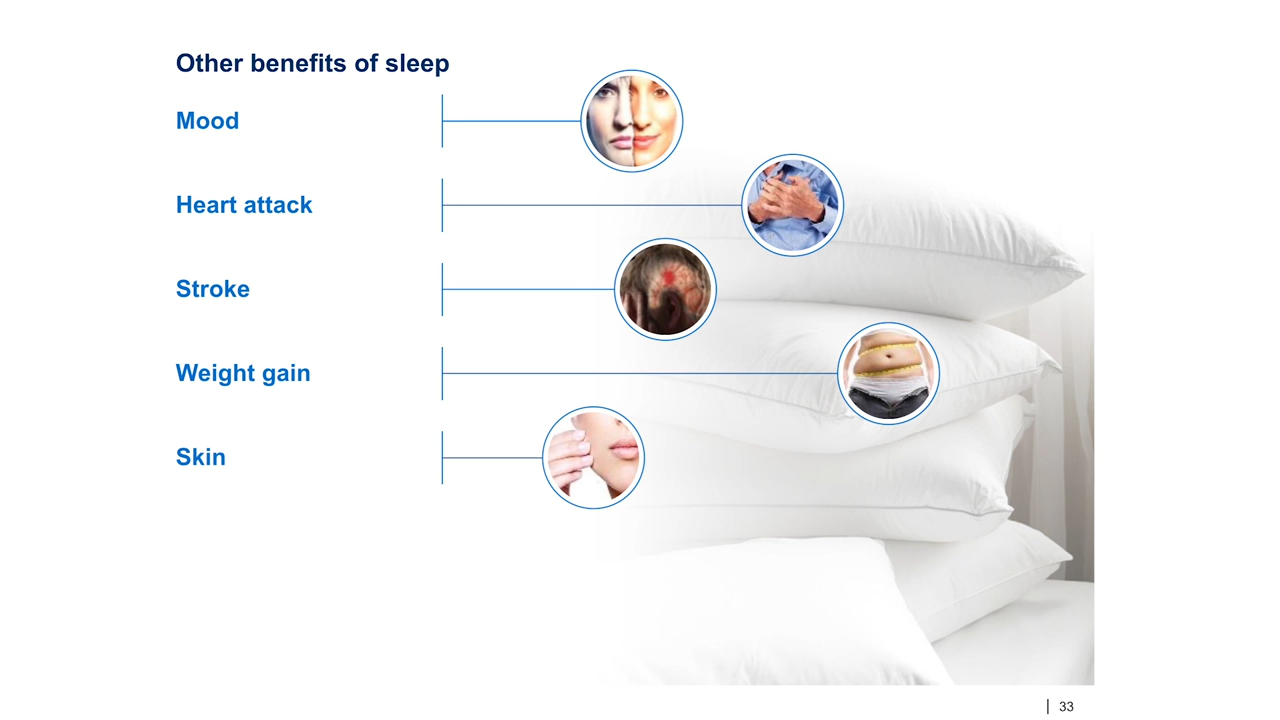 Other benefits of sleep
Mood
Heart attack
Stroke
Weight gain
Skin
33